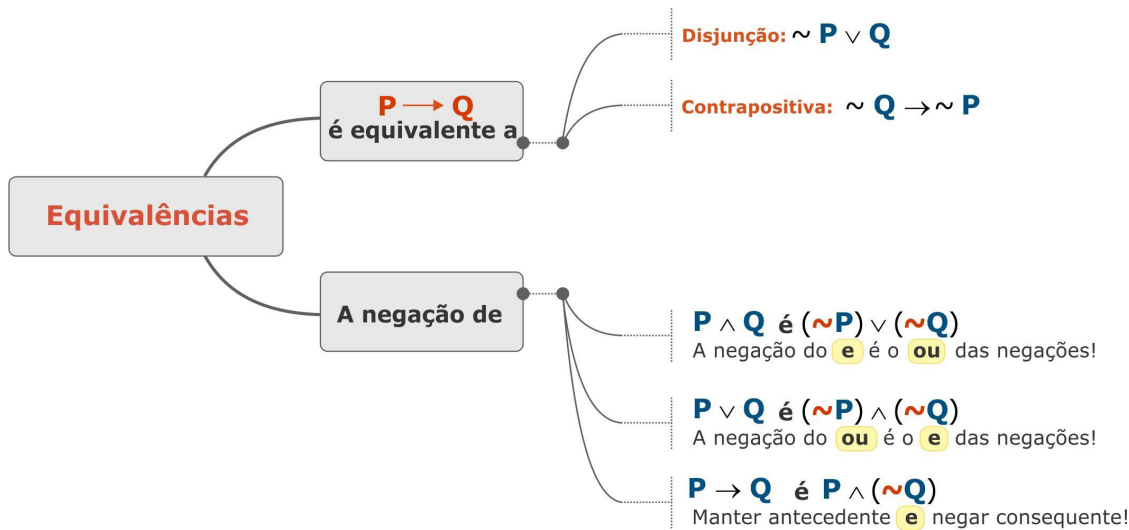 Equivalências
P → Q
é equivalente a
Disjunção: ~ P ∨ Q
Contrapositiva: ~ Q → ~ P
A negação de
P ∧ Q é (~P) ∨ (~Q)
A negação do e é o ou das negações!
P ∨ Q é (~P) ∧ (~Q)
A negação do ou é o e das negações!
P → Q é P ∧ (~Q)
Manter antecedente e negar consequente!